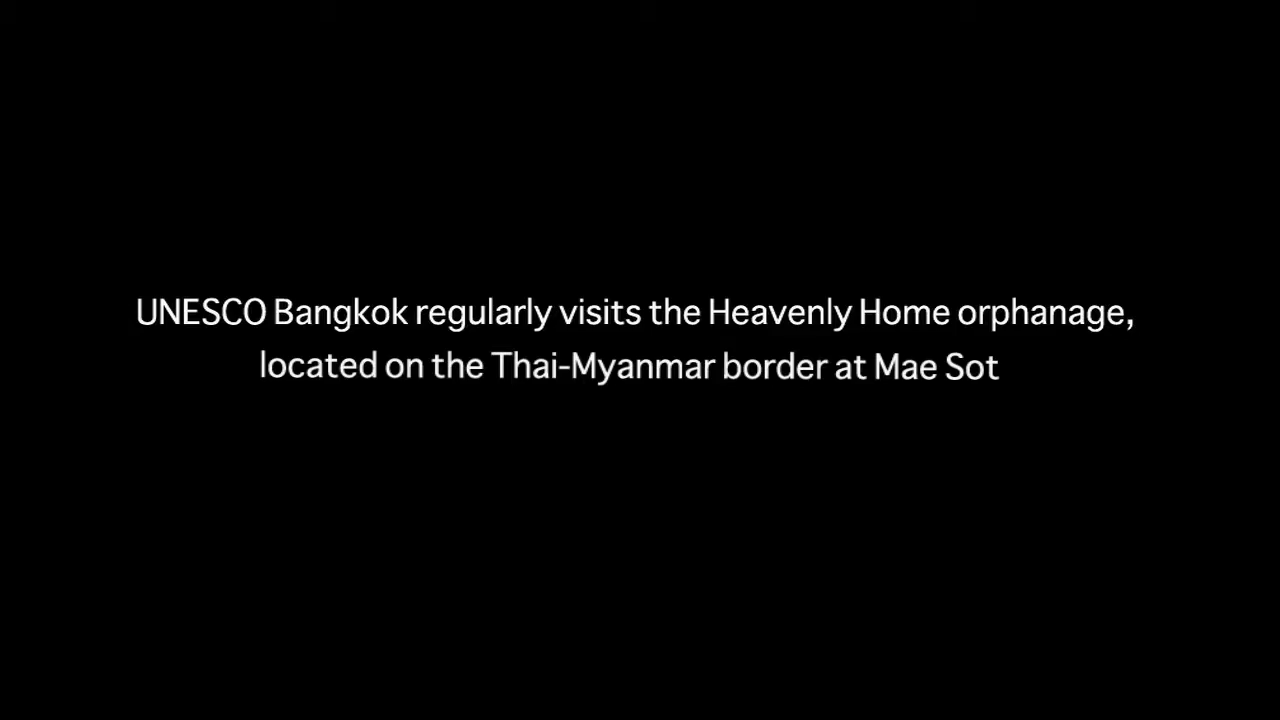 UNESCO Bangkok regularly visits the Heavenly Home orphanage,
located on the Thai-Myanmar border at Mae Sot